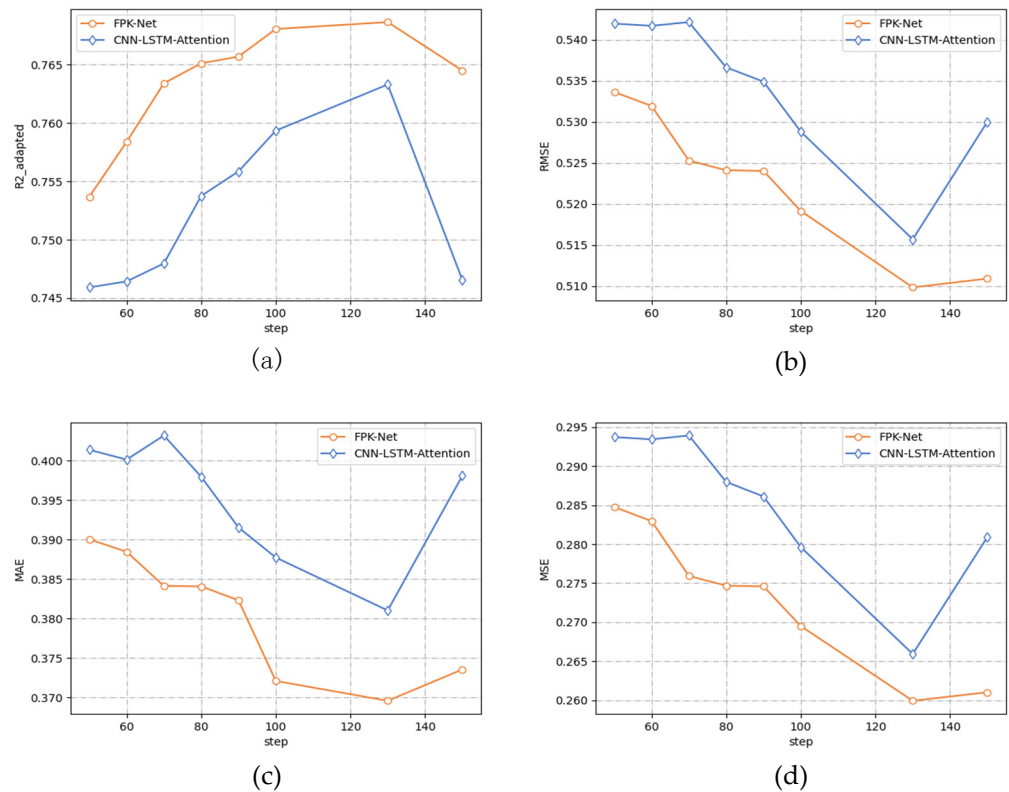 FPK-Net
CNN-LSTM-Attention
0.765
0.760
0.755
0.750
0.745
R2_adapted
60 80 100 120 140
step
(a)
FPK-Net
CNN-LSTM-Attention
0.540
0.535
0.530
0.525
0.520
0.515
0.510
RMSE
60 80 100 120 140
step
(b)
FPK-Net
CNN-LSTM-Attention
0.400
0.395
0.390
0.385
0.380
0.375
0.370
MAE
60 80 100 120 140
step
(c)
FPK-Net
CNN-LSTM-Attention
0.295
0.290
0.285
0.280
0.275
0.270
0.265
0.260
MSE
60 80 100 120 140
step
(d)